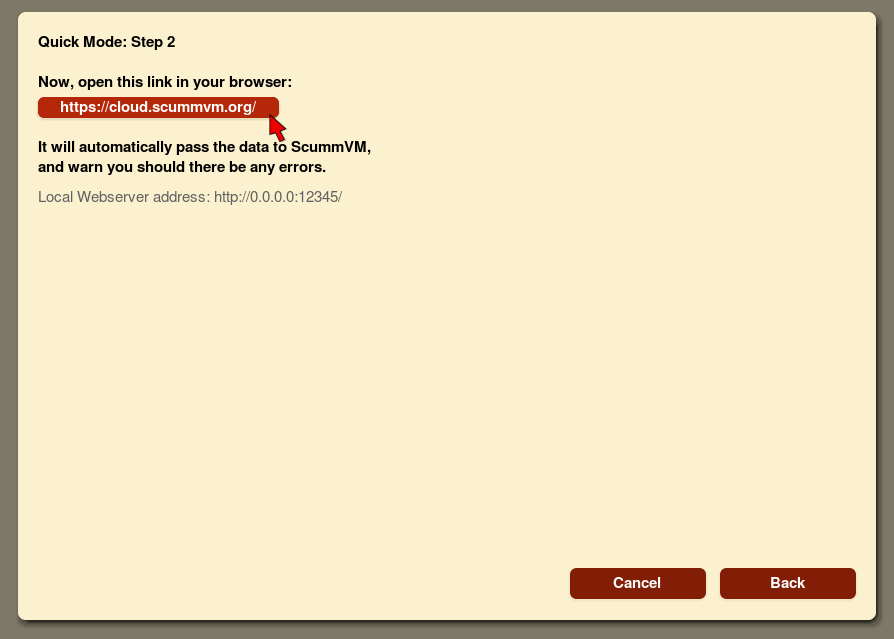 Quick Mode: Step 2
Now, open this link in your browser:
https://cloud.scummvm.org/
It will automatically pass the data to ScummVM,
and warn you should there be any errors.
Local Webserver address: http://0.0.0.0:12345/
Cancel
Back